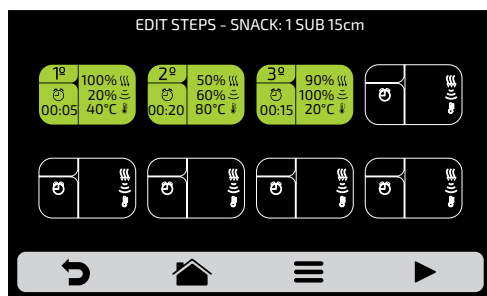 EDIT STEPS - SNACK: 1 SUB 15cm
1º 100%
20%
00:05 40°C
2º 50%
60%
00:20 80°C
3º 90%
100%
00:15 20°C